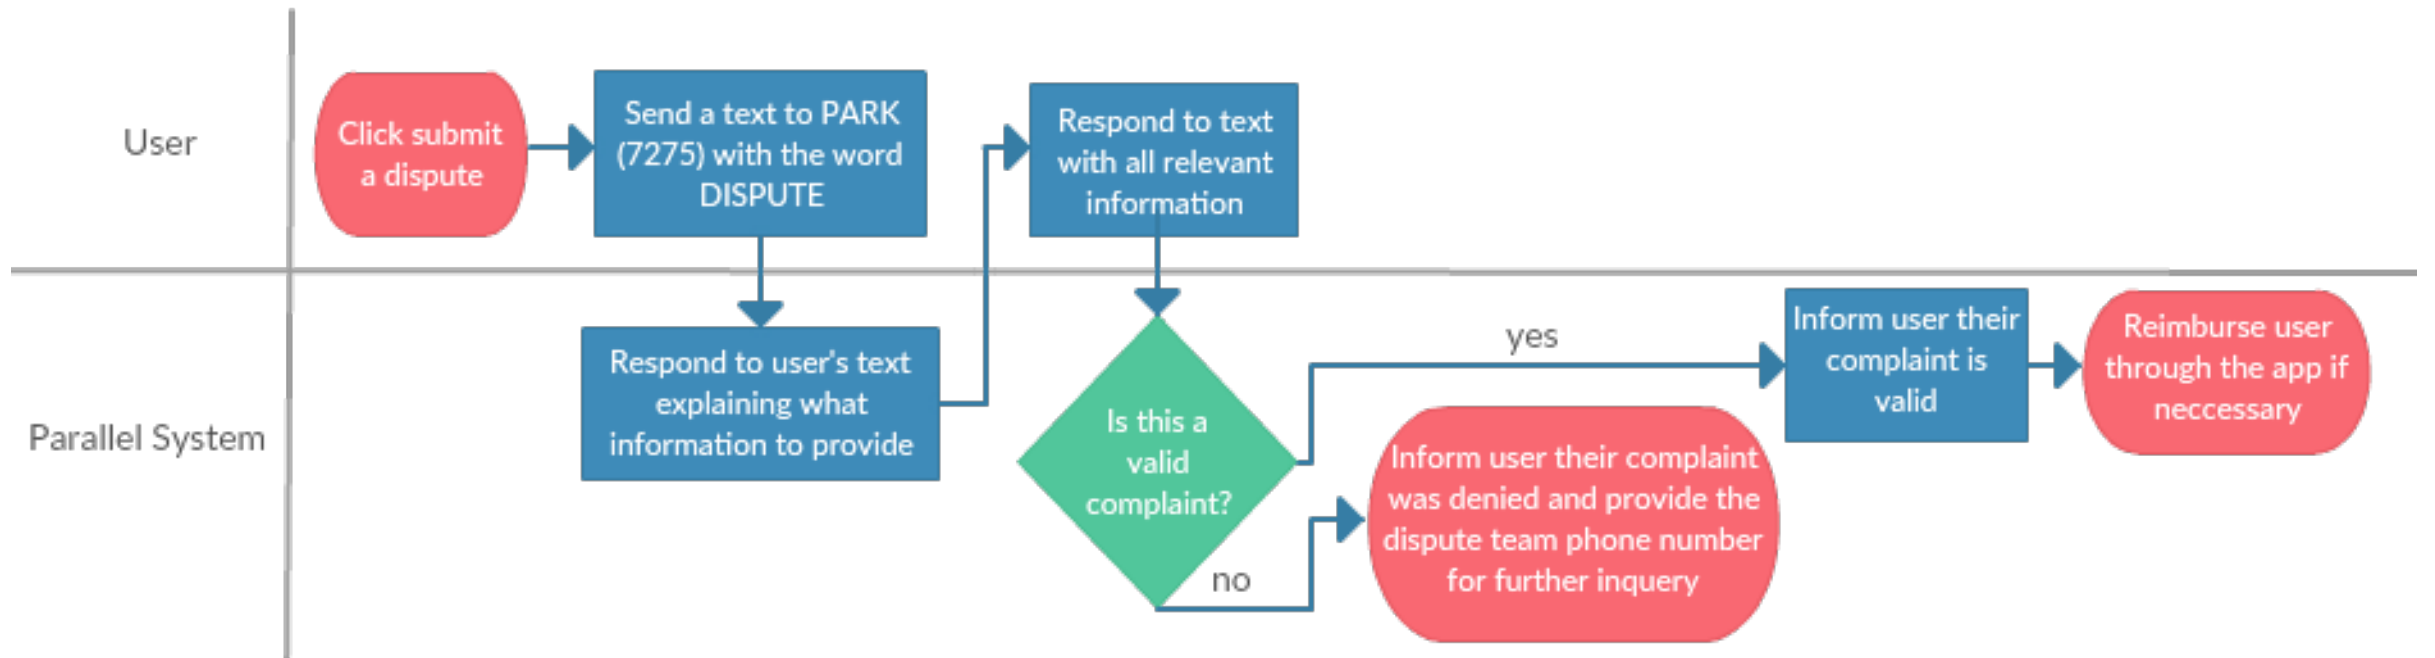 User
Click submit
a dispute
Send a text to PARK
(7275) with the word
DISPUTE
Respond to text
with all relevant
information
Parallel System
Respond to user's text
explaining what
information to provide
Is this a
valid
complaint?
yes
no
Inform user their
complaint is
valid
Reimburse user
through the app if
neccessary
Inform user their complaint
was denied and provide the
dispute team phone number
for further inquery